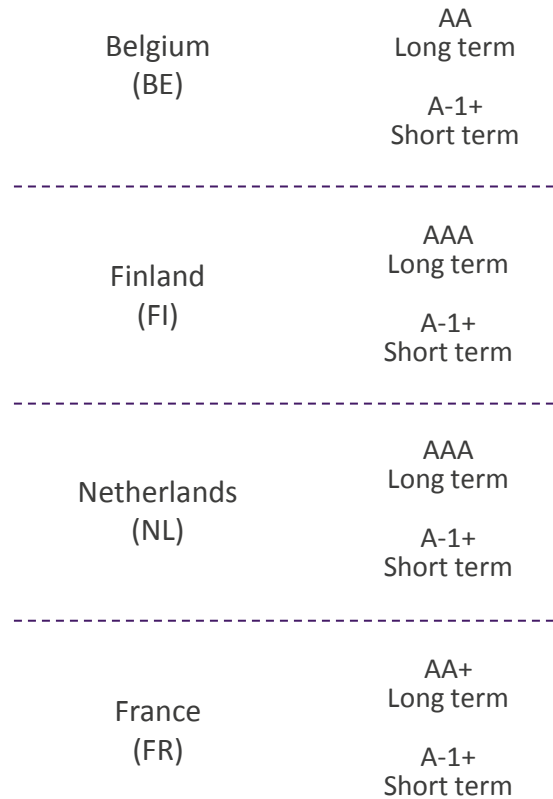 Belgium
(BE)
AA
Long term
A-1+
Short term
Finland
(FI)
AAA
Long term
A-1+
Short term
Netherlands
(NL)
AAA
Long term
A-1+
Short term
France
(FR)
AA+
Long term
A-1+
Short term